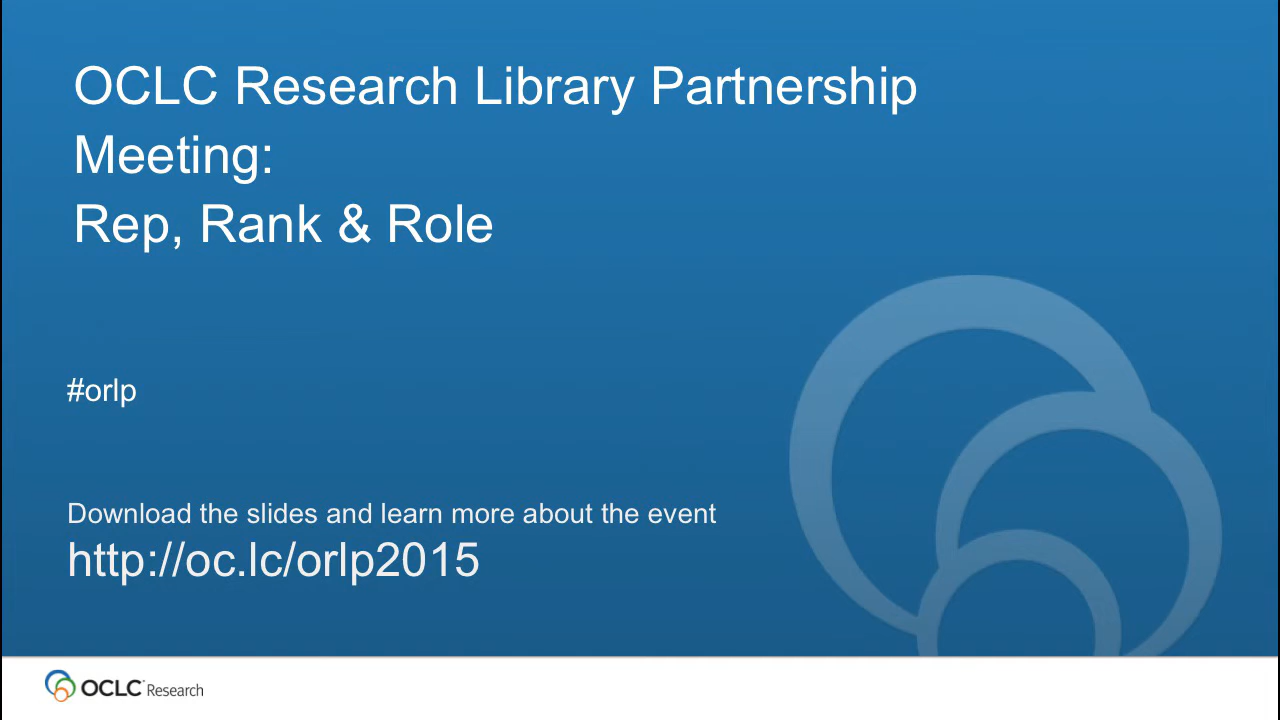 OCLC Research Library Partnership
Meeting:
Rep, Rank & Role
#orlp
Download the slides and learn more about the event
http://oc.lc/orlp2015
OCLC Research